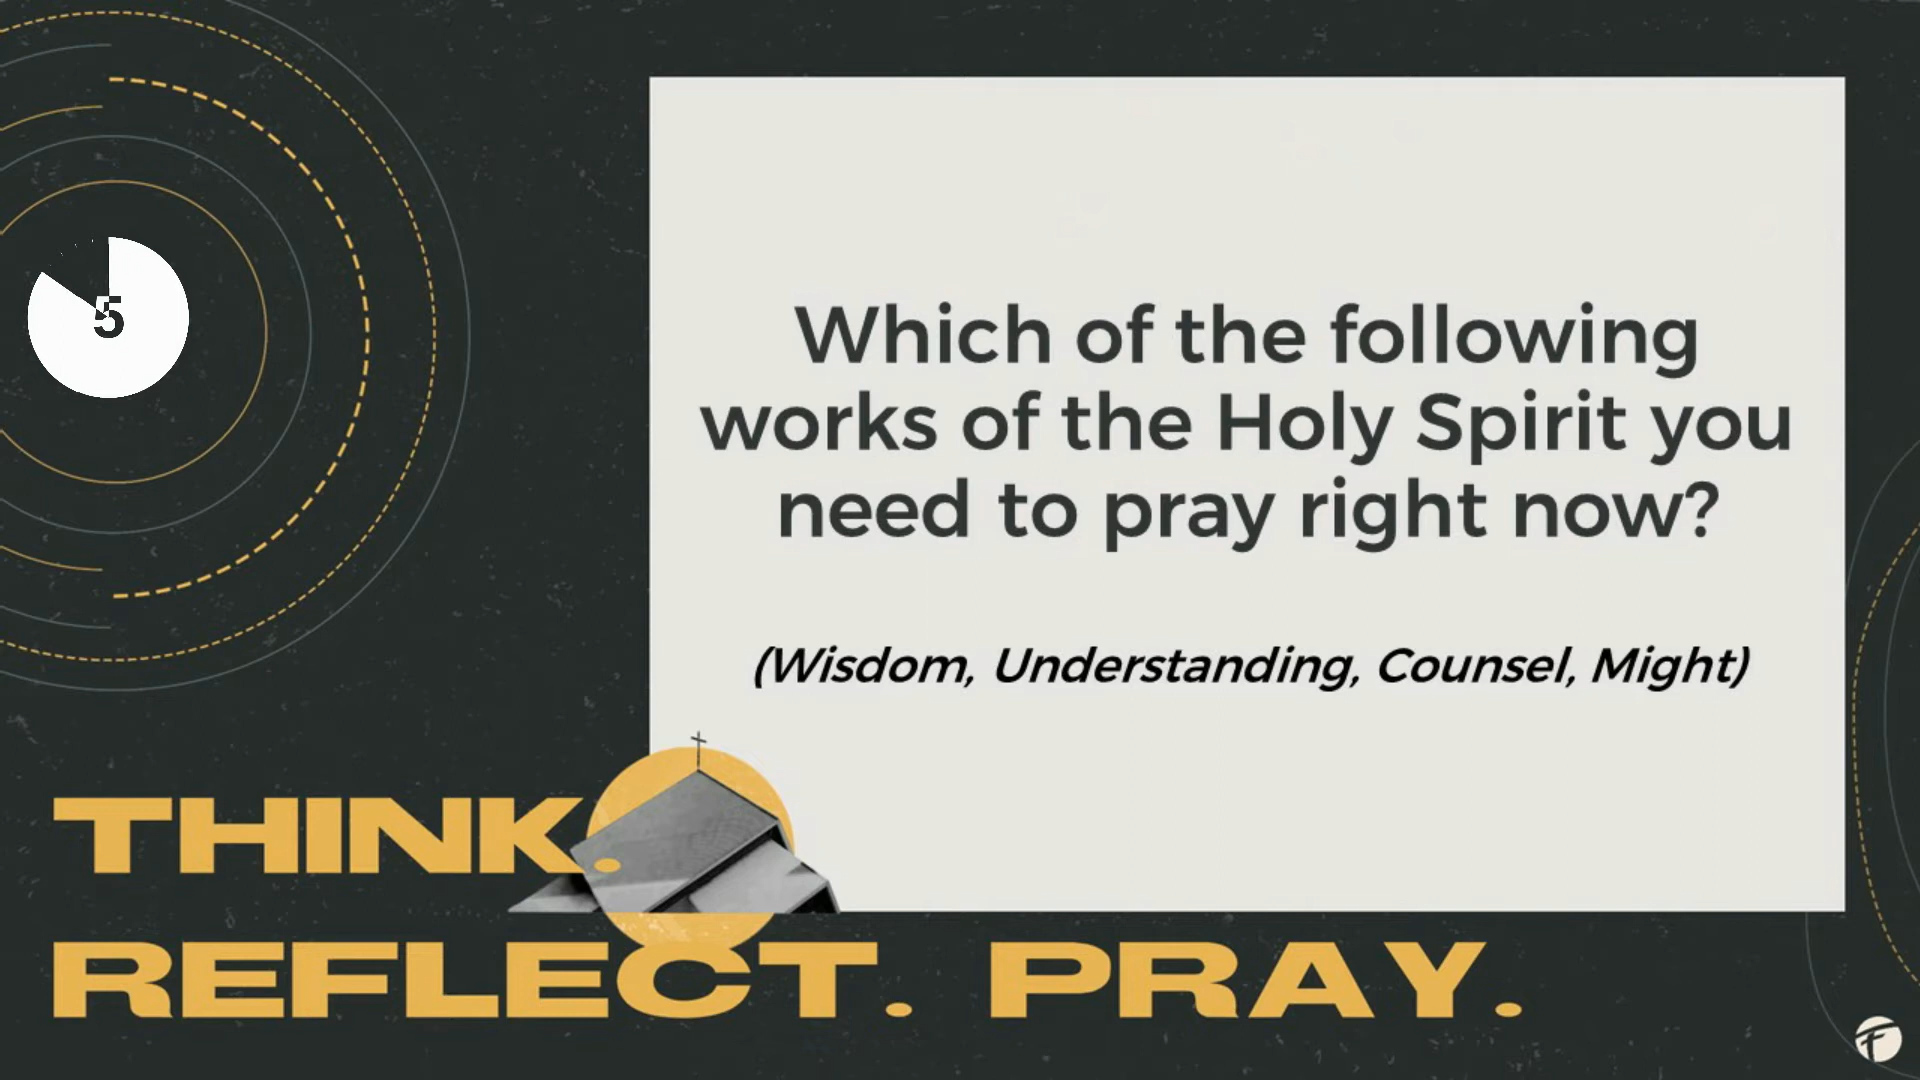 5
Which of the following
works of the Holy Spirit you
need to pray right now?
(Wisdom, Understanding, Counsel, Might)
THINK.
REFLECT. PRAY.